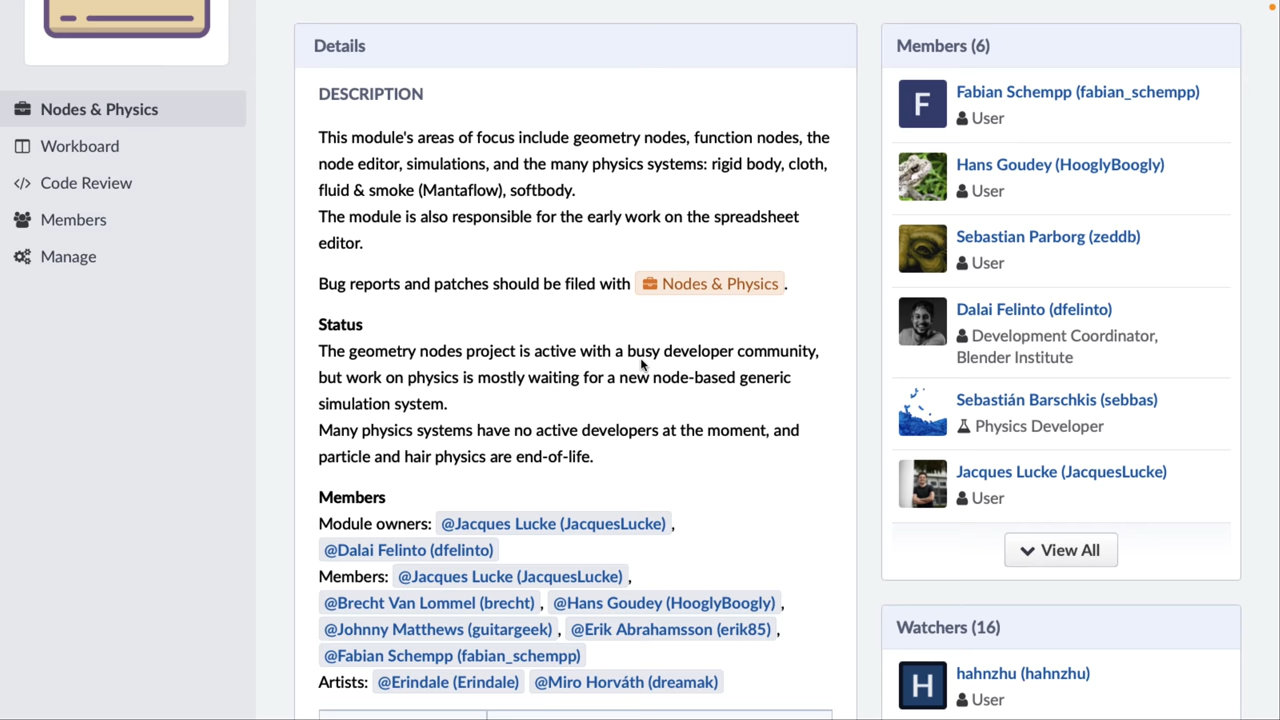 Nodes & Physics
Workboard
Code Review
Members
Manage
Details
DESCRIPTION
This module's areas of focus include geometry nodes, function nodes, the
node editor, simulations, and the many physics systems: rigid body, cloth,
fluid & smoke (Mantaflow), softbody.
The module is also responsible for the early work on the spreadsheet
editor.
Bug reports and patches should be filed with Nodes & Physics.
Status
The geometry nodes project is active with a busy developer community,
but work on physics is mostly waiting for a new node-based generic
simulation system.
Many physics systems have no active developers at the moment, and
particle and hair physics are end-of-life.
Members
Module owners: @Jacques Lucke (JacquesLucke) ,
@Dalai Felinto (dfelinto)
Members: @Jacques Lucke (JacquesLucke) ,
@Brecht Van Lommel (brecht) , @Hans Goudey (HooglyBoogly) ,
@Johnny Matthews (guitargeek) , @Erik Abrahamsson (erik85) ,
@Fabian Schempp (fabian_schempp)
Artists: @Erindale (Erindale) @Miro Horváth (dreamak)
Members (6)
F
Fabian Schempp (fabian_schempp)
User
Hans Goudey (HooglyBoogly)
User
Sebastian Parborg (zeddb)
User
Dalai Felinto (dfelinto)
Development Coordinator,
Blender Institute
Sebastián Barschkis (sebbas)
Physics Developer
Jacques Lucke (JacquesLucke)
User
View All
Watchers (16)
H
hahnzhu (hahnzhu)
User